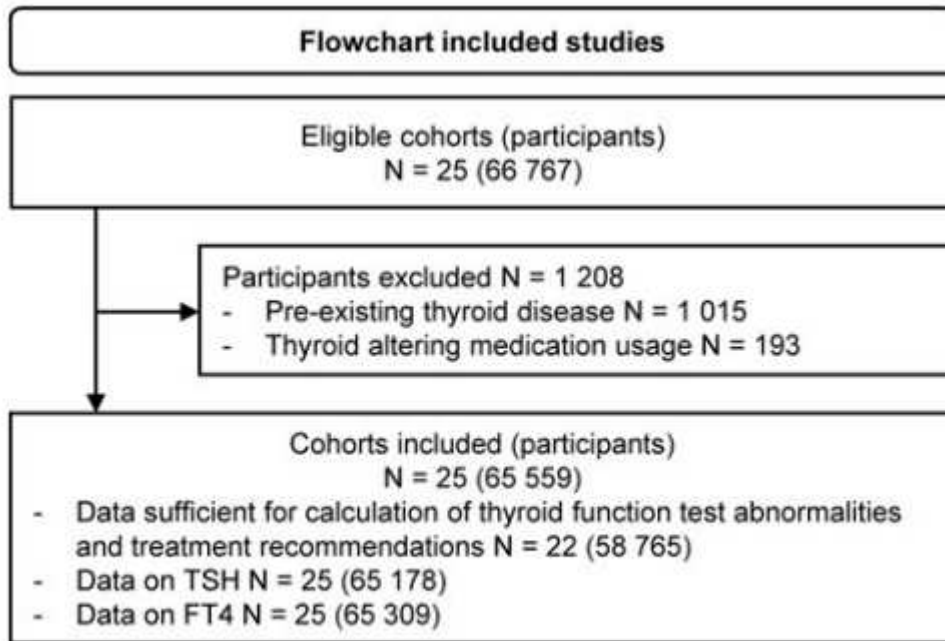 Flowchart included studies
Eligible cohorts (participants)
N = 25 (66 767)
Participants excluded N = 1 208
- Pre-existing thyroid disease N = 1 015
- Thyroid altering medication usage N = 193
Cohorts included (participants)
N = 25 (65 559)
- Data sufficient for calculation of thyroid function test abnormalities
and treatment recommendations N = 22 (58 765)
- Data on TSH N = 25 (65 178)
- Data on FT4 N = 25 (65 309)